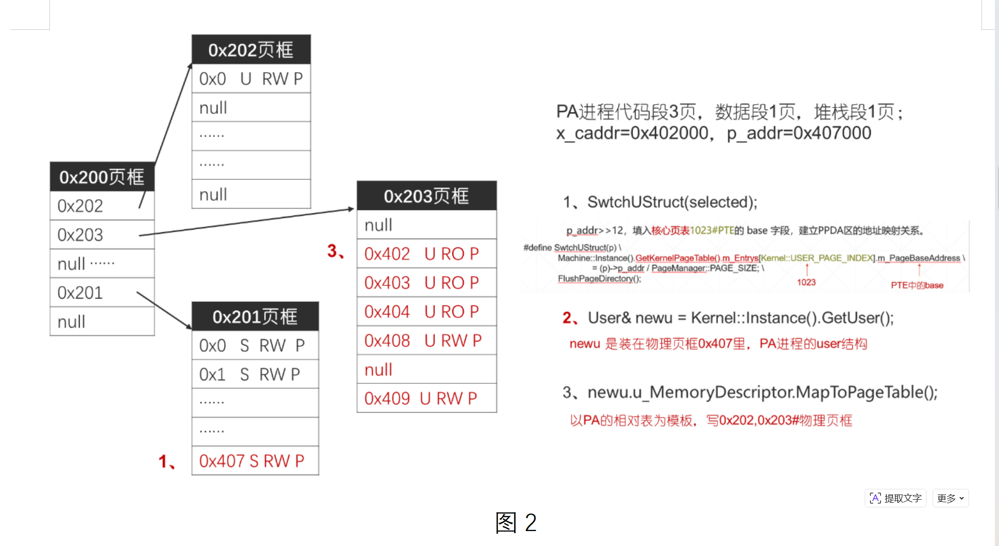 0x202页框
0x0 U RW P
null
……
……
null
0x200页框
0x202
0x203
null ……
0x201
null
0x203页框
null
3、
0x402 U RO P
0x403 U RO P
0x404 U RO P
0x408 U RW P
null
0x409 U RW P
0x201页框
0x0 S RW P
0x1 S RW P
……
……
1、
0x407 S RW P
PA进程代码段3页，数据段1页，堆栈段1页；
x_caddr=0x402000，p_addr=0x407000
1、SwtchUStruct(selected);
p_addr>>12，填入核心页表1023#PTE的 base 字段，建立PPDA区的地址映射关系。
#define SwtchUStruct(p) \
Machine::Instance().GetKernelPageTable().m_Entrys[Kernel::USER_PAGE_INDEX].m_PageBaseAddress \
= (p)->p_addr / PageManager::PAGE_SIZE; \
FlushPageDirectory();
1023
PTE中的base
2、User& newu = Kernel::Instance().GetUser();
newu 是装在物理页框0x407里，PA进程的user结构
3、newu.u_MemoryDescriptor.MapToPageTable();
以PA的相对表为模板，写0x202,0x203#物理页框
提取文字
更多
图 2